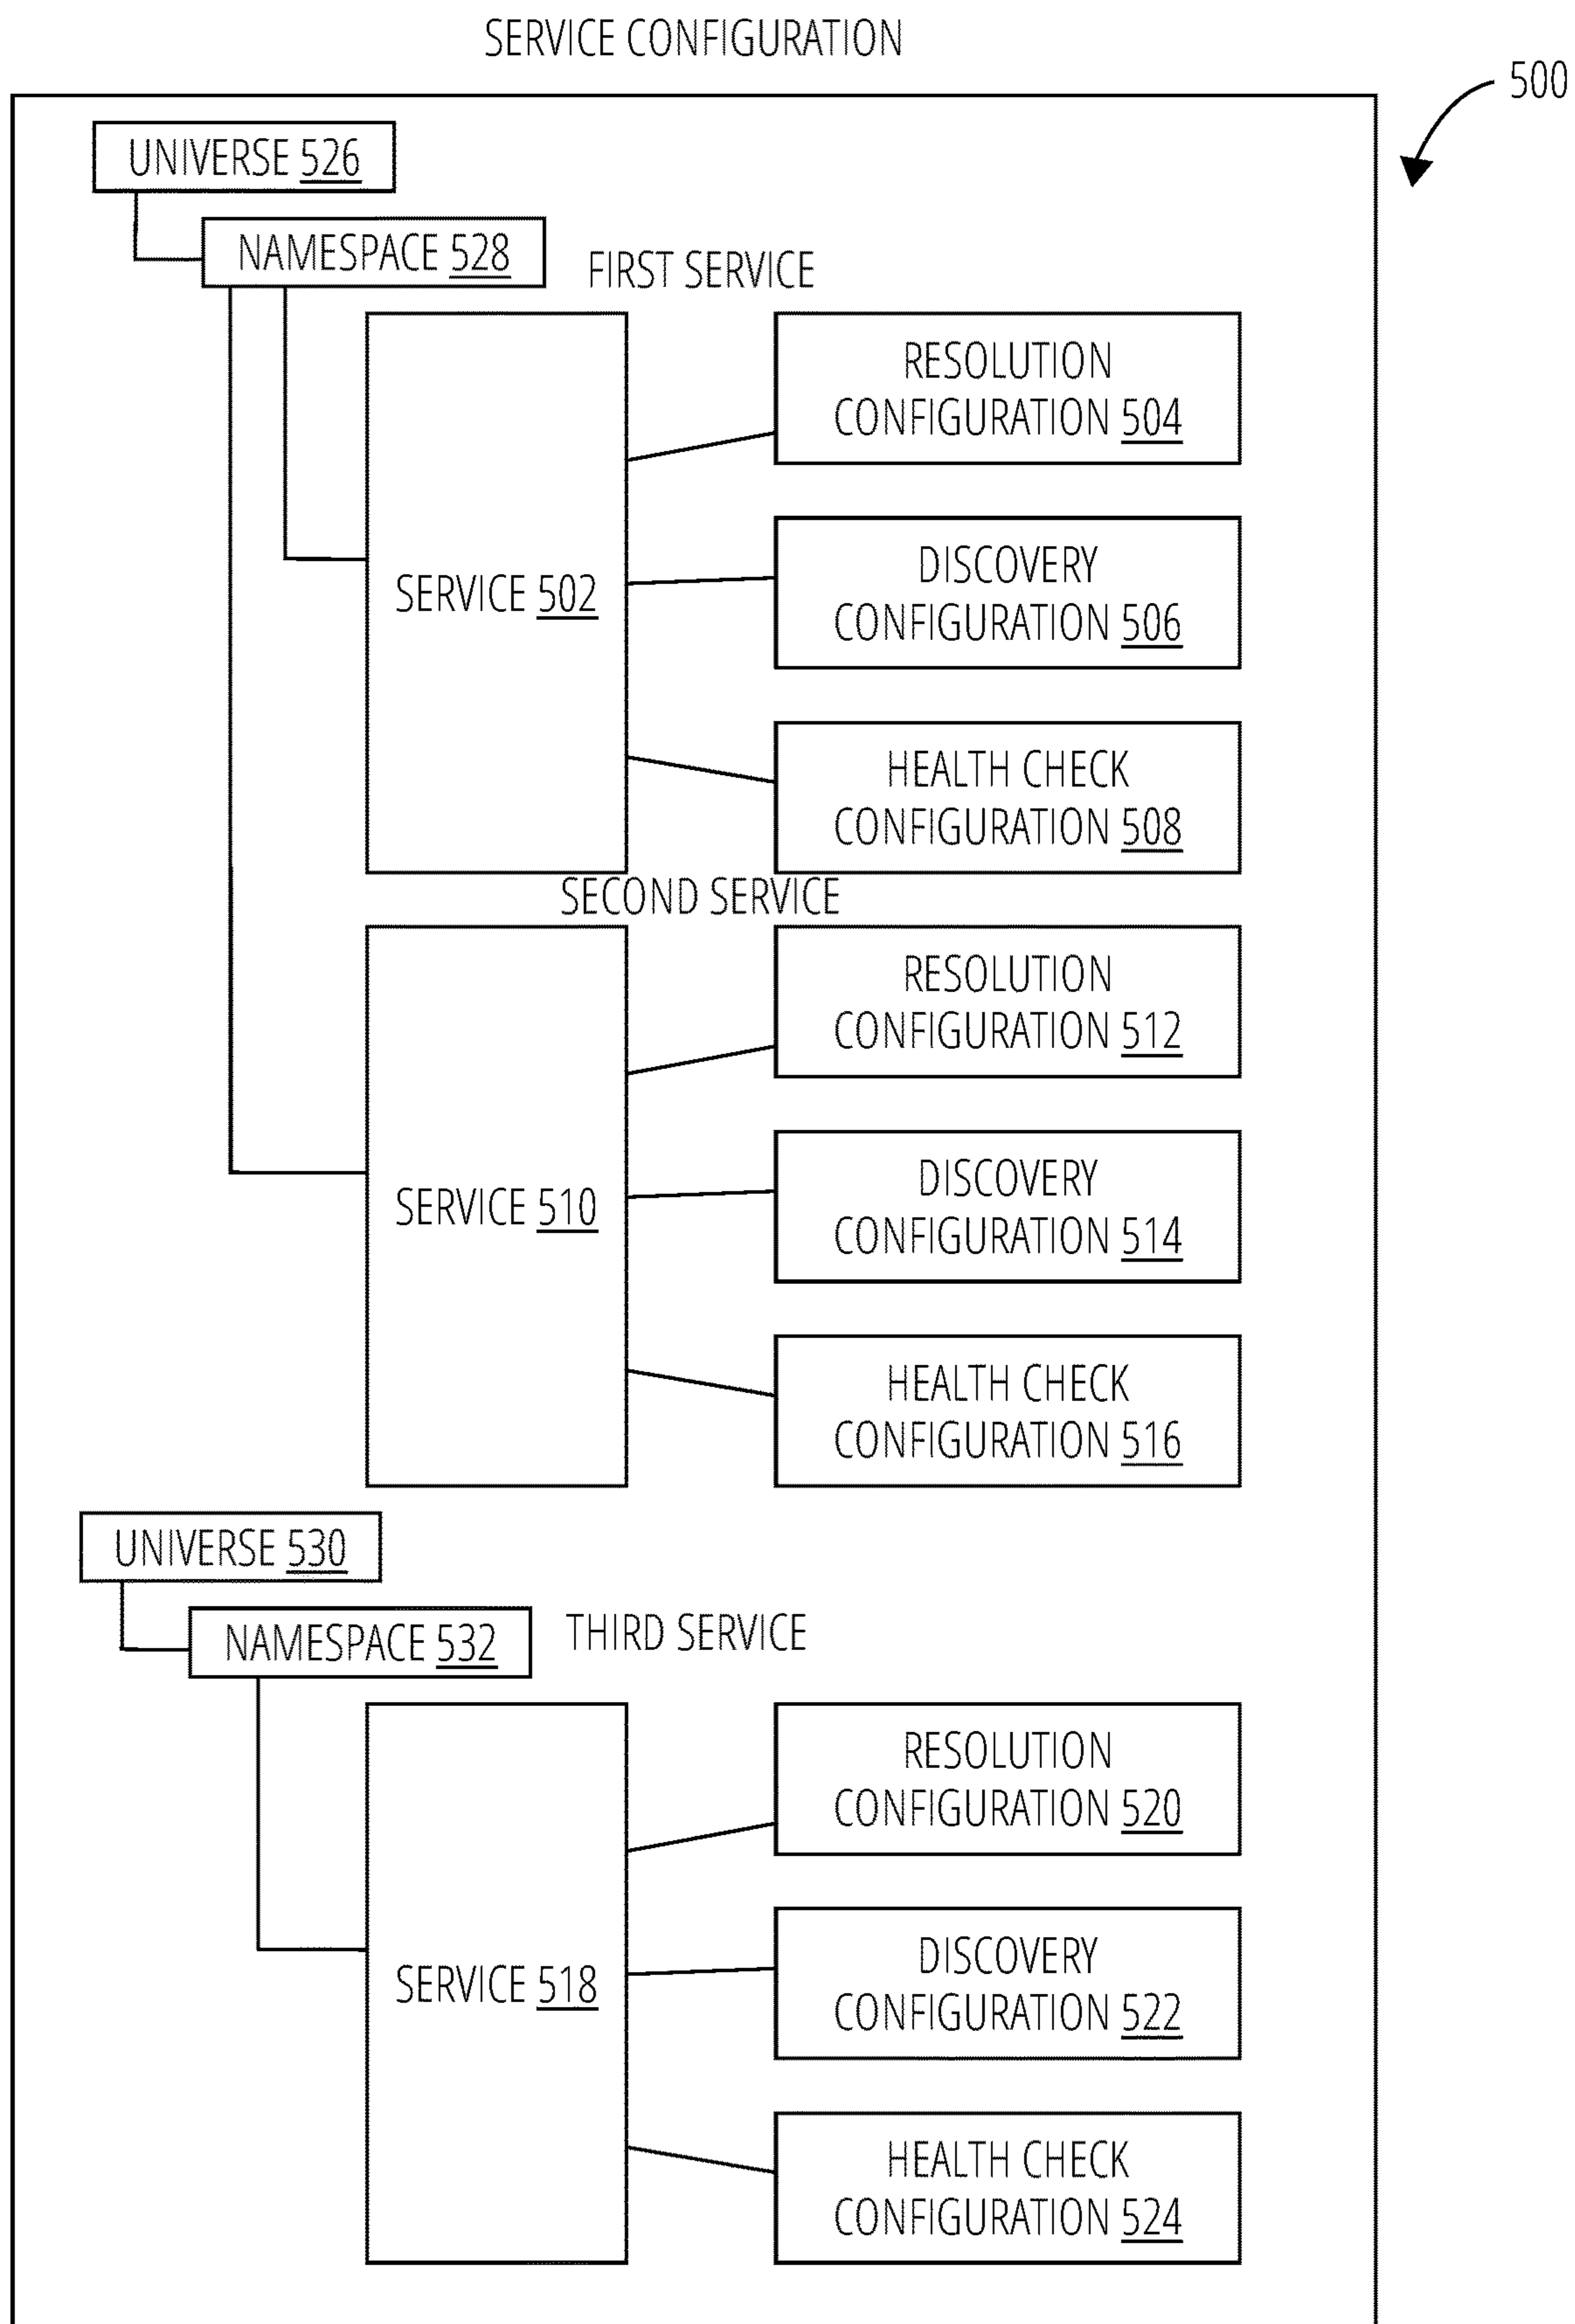 SERVICE CONFIGURATION
500
UNIVERSE 526
NAMESPACE 528
FIRST SERVICE
SERVICE 502
RESOLUTION
CONFIGURATION 504
DISCOVERY
CONFIGURATION 506
HEALTH CHECK
CONFIGURATION 508
SECOND SERVICE
SERVICE 510
RESOLUTION
CONFIGURATION 512
DISCOVERY
CONFIGURATION 514
HEALTH CHECK
CONFIGURATION 516
UNIVERSE 530
NAMESPACE 532
THIRD SERVICE
SERVICE 518
RESOLUTION
CONFIGURATION 520
DISCOVERY
CONFIGURATION 522
HEALTH CHECK
CONFIGURATION 524